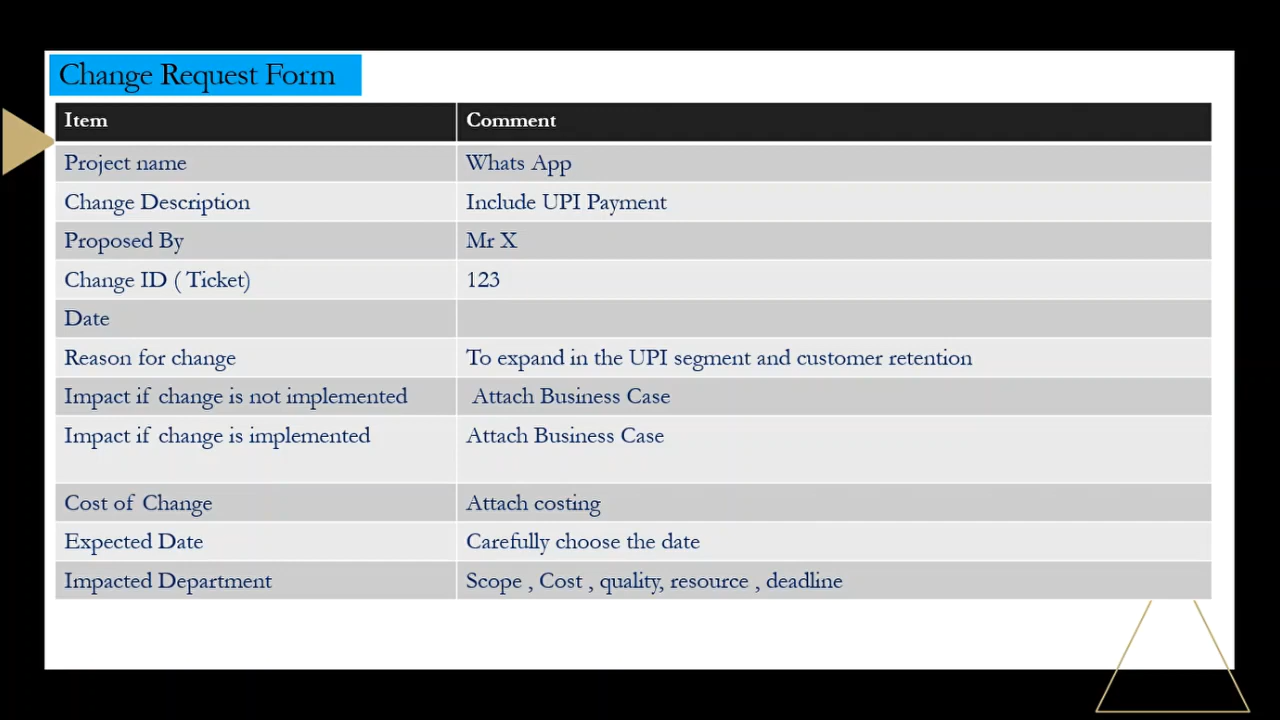 Change Request Form
Item Comment
Project name Whats App
Change Description Include UPI Payment
Proposed By Mr X
Change ID ( Ticket) 123
Date
Reason for change To expand in the UPI segment and customer retention
Impact if change is not implemented Attach Business Case
Impact if change is implemented Attach Business Case
Cost of Change Attach costing
Expected Date Carefully choose the date
Impacted Department Scope , Cost , quality, resource , deadline